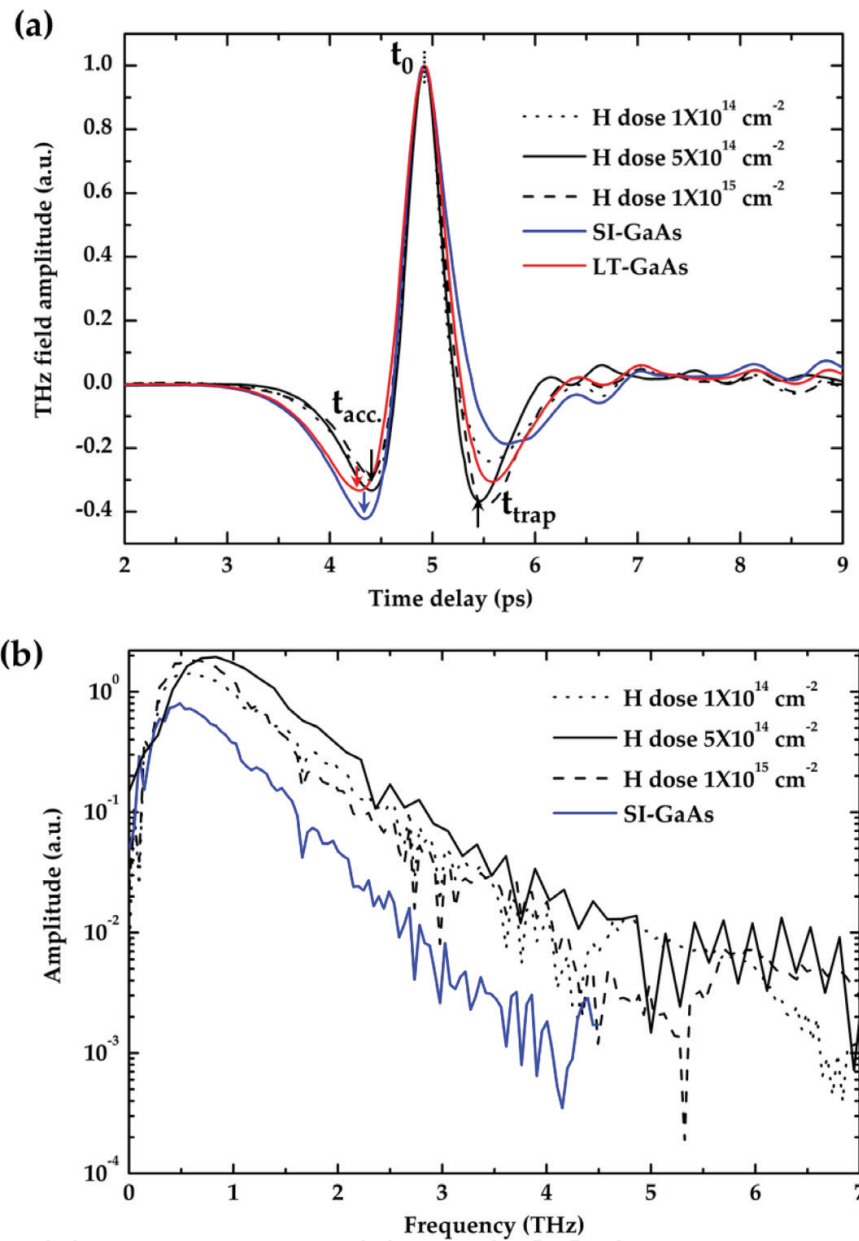 (a)
t0
H dose 1X10^14 cm^-2
H dose 5X10^14 cm^-2
H dose 1X10^15 cm^-2
SI-GaAs
LT-GaAs
tacc.
ttrap
THz field amplitude (a.u.)
1.0
0.8
0.6
0.4
0.2
0.0
-0.2
-0.4
2 3 4 5 6 7 8 9
Time delay (ps)
(b)
H dose 1X10^14 cm^-2
H dose 5X10^14 cm^-2
H dose 1X10^15 cm^-2
SI-GaAs
Amplitude (a.u.)
10^0
10^-1
10^-2
10^-3
10^-4
0 1 2 3 4 5 6 7
Frequency (THz)